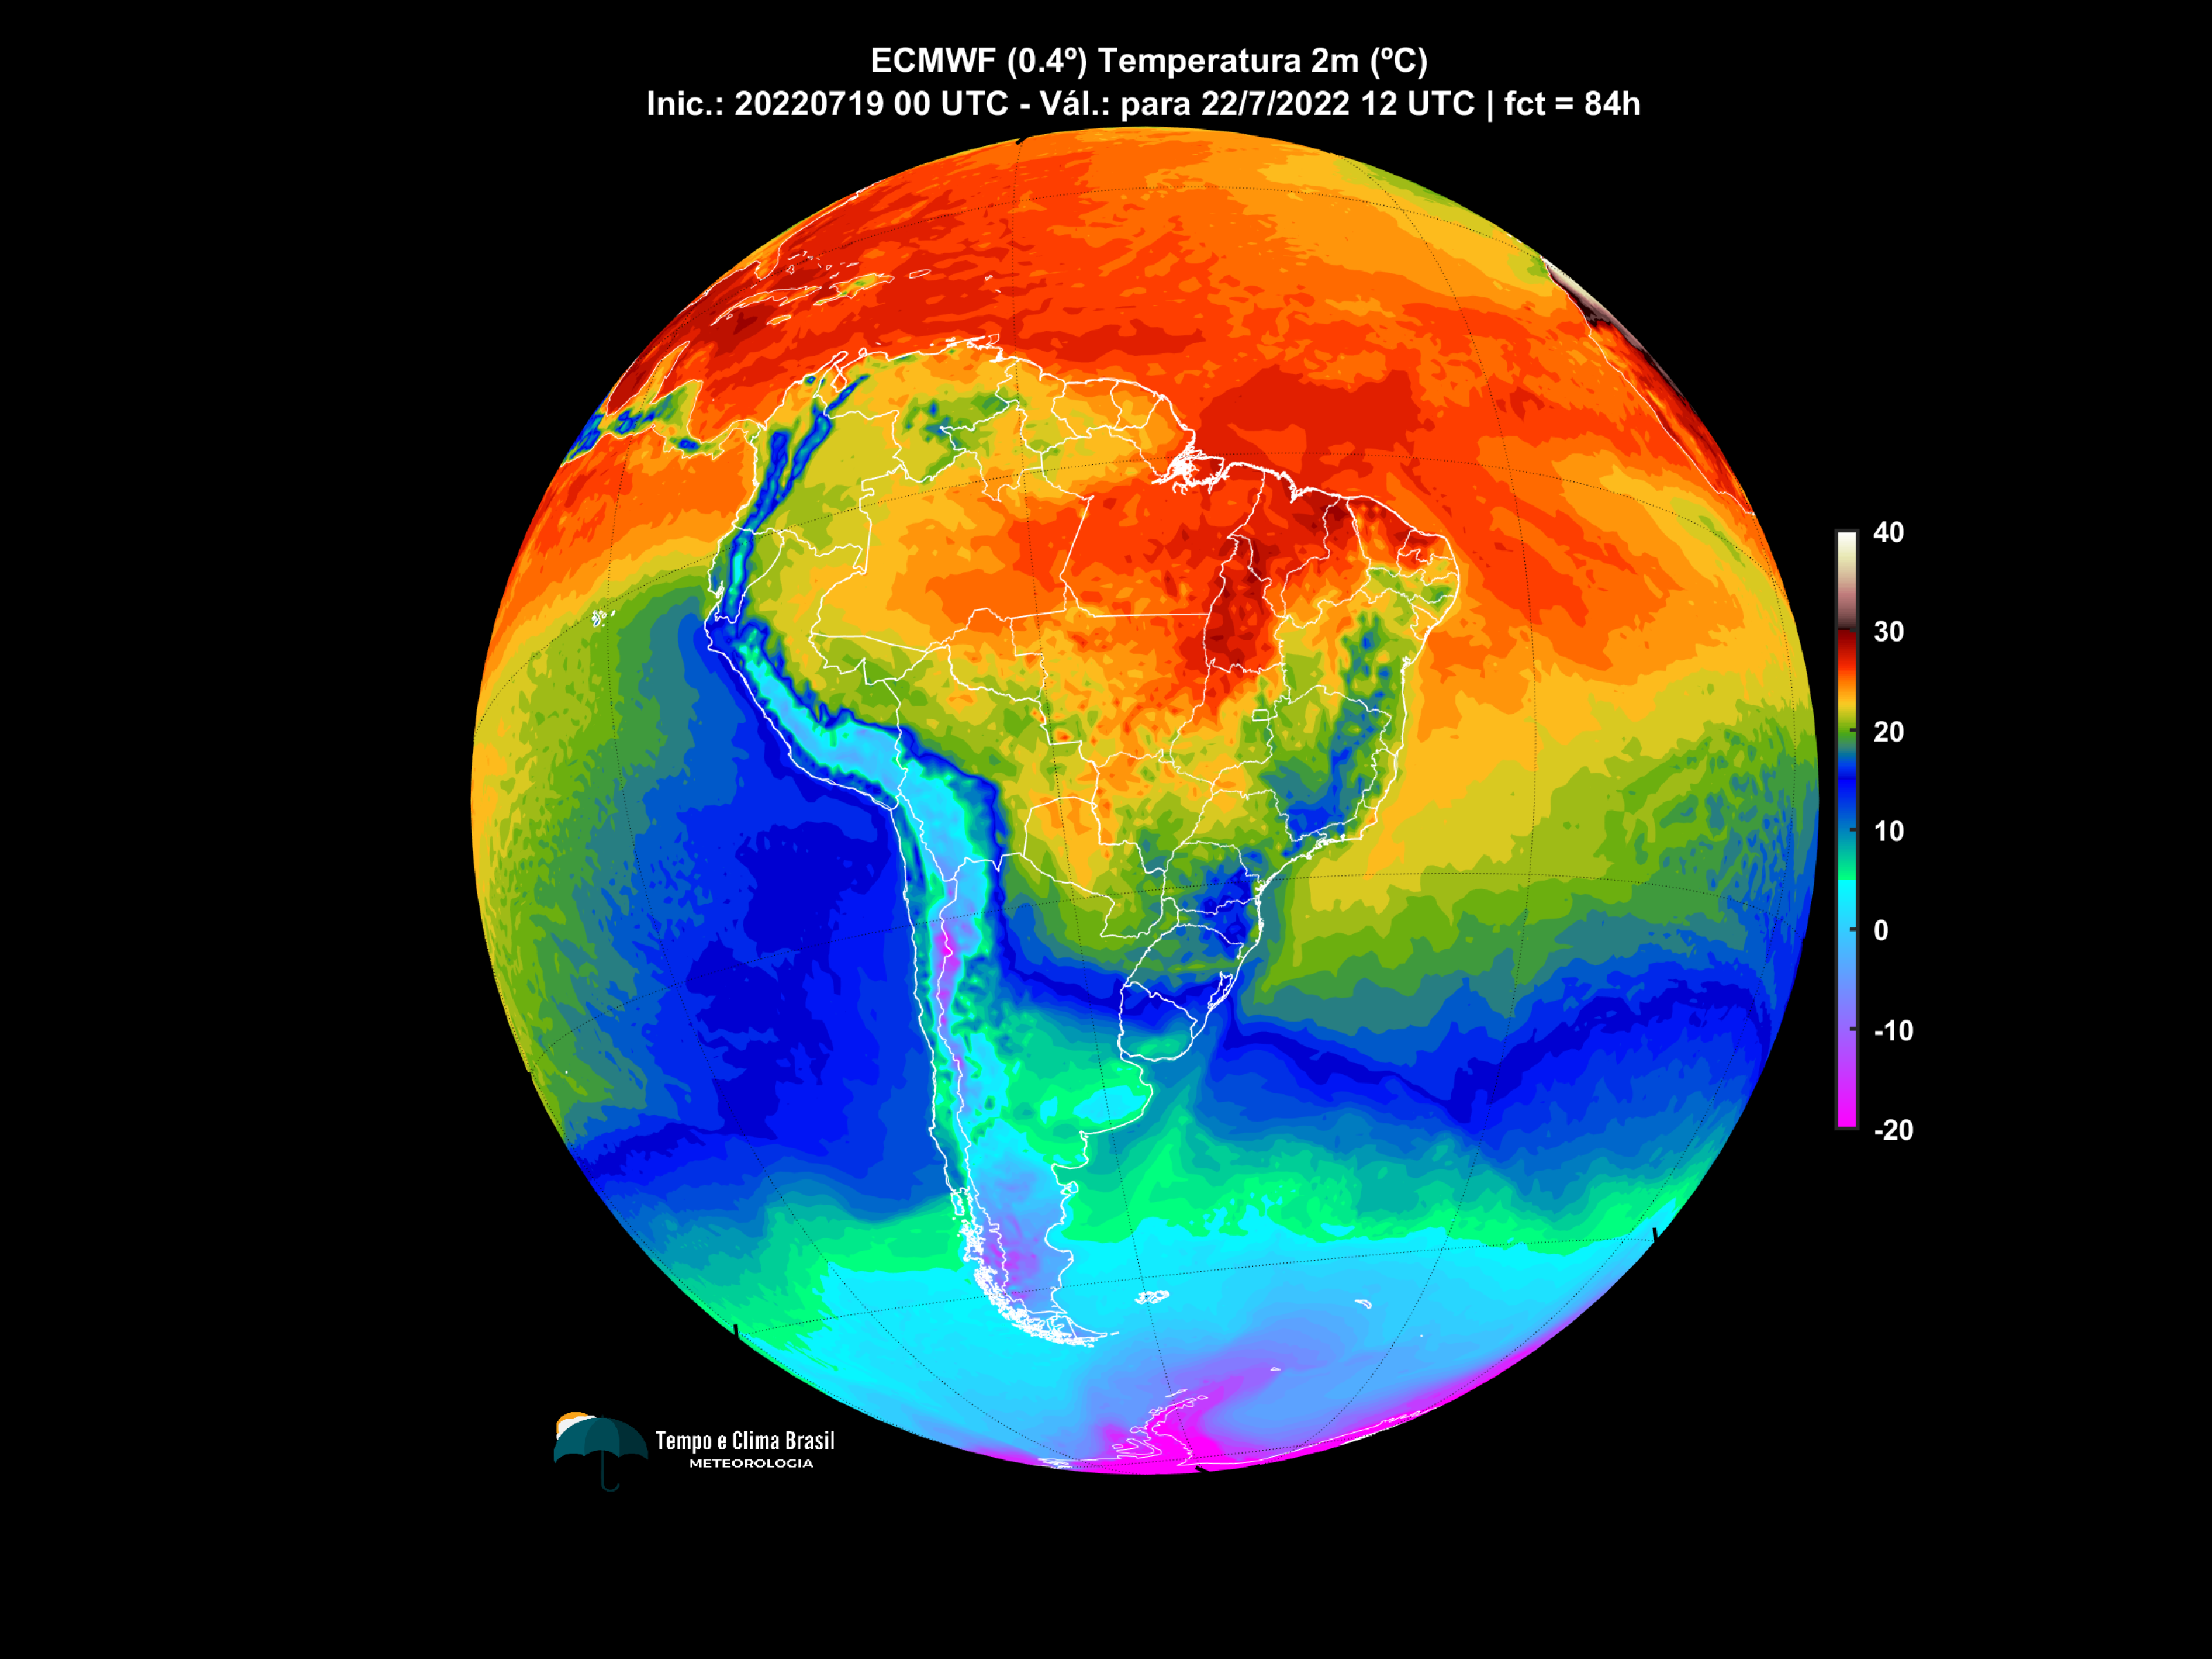 ECMWF (0.4º) Temperatura 2m (ºC)
Inic.: 20220719 00 UTC - Vál.: para 22/7/2022 12 UTC | fct = 84h
40
30
20
10
0
-10
-20
Tempo e Clima Brasil
METEOROLOGIA